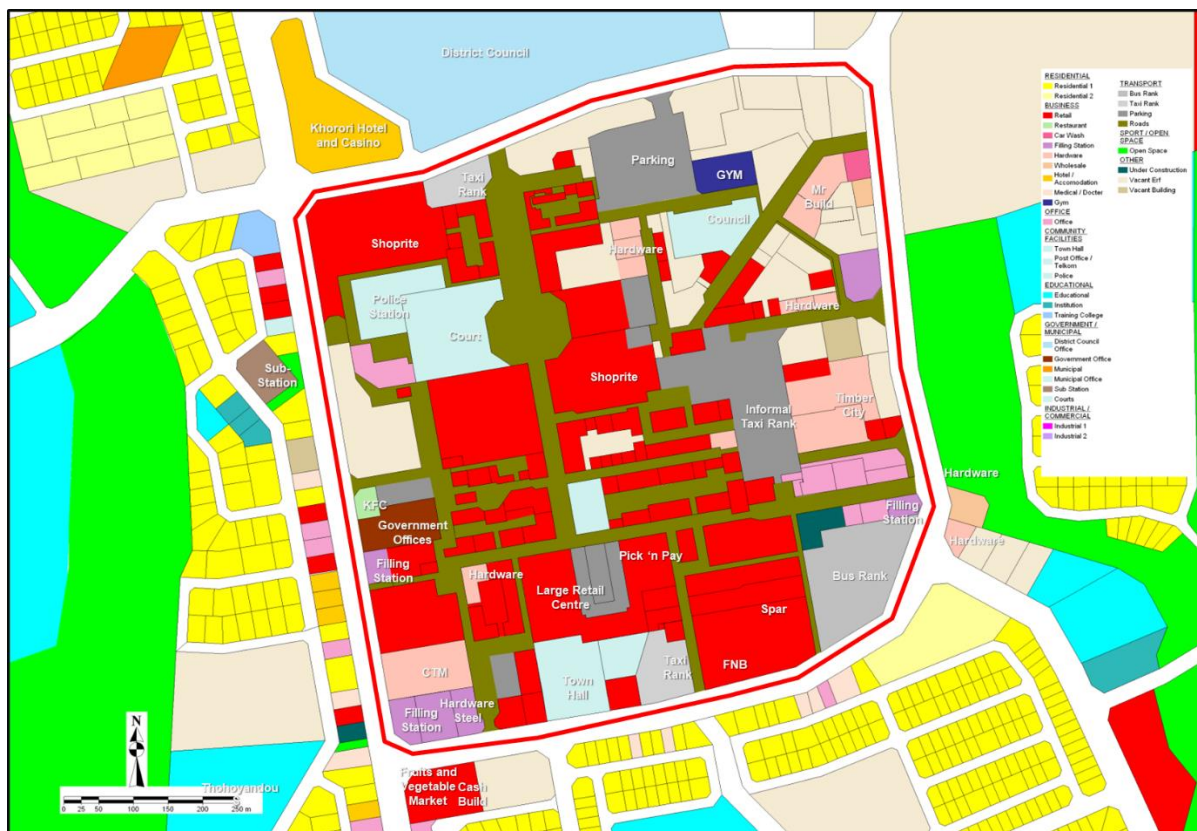 District Council
Khorori Hotel
and Casino
Taxi
Rank
Parking
GYM
Mr
Build
Council
Shoprite
Hardware
Police
Station
Court
Hardware
Sub-
Station
Shoprite
Informal
Taxi Rank
Timber
City
KFC
Government
Offices
Filling
Station
Hardware
Large Retail
Centre
Pick 'n Pay
Filling
Station
Bus Rank
Hardware
Hardware
Spar
CTM
Town
Hall
Taxi
Rank
FNB
Filling
Station
Hardware
Steel
Fruits and
Vegetable
Market
Cash
Build
Thohoyandou
N
0 25 50 100 150 200 250 m
RESIDENTIAL
Residential 1
Residential 2
BUSINESS
Retail
Restaurant
Car Wash
Filling Station
Hardware
Wholesale
Hotel /
Accomodation
Medical / Docter
Gym
OFFICE
Office
COMMUNITY
FACILITIES
Town Hall
Post Office /
Telkom
Police
EDUCATIONAL
Educational
Institution
Training College
GOVERNMENT /
MUNICIPAL
District Council
Office
Government Office
Municipal
Municipal Office
Sub Station
Courts
INDUSTRIAL /
COMMERCIAL
Industrial 1
Industrial 2
TRANSPORT
Bus Rank
Taxi Rank
Parking
Roads
SPORT / OPEN
SPACE
Open Space
OTHER
Under Construction
Vacant Erf
Vacant Building